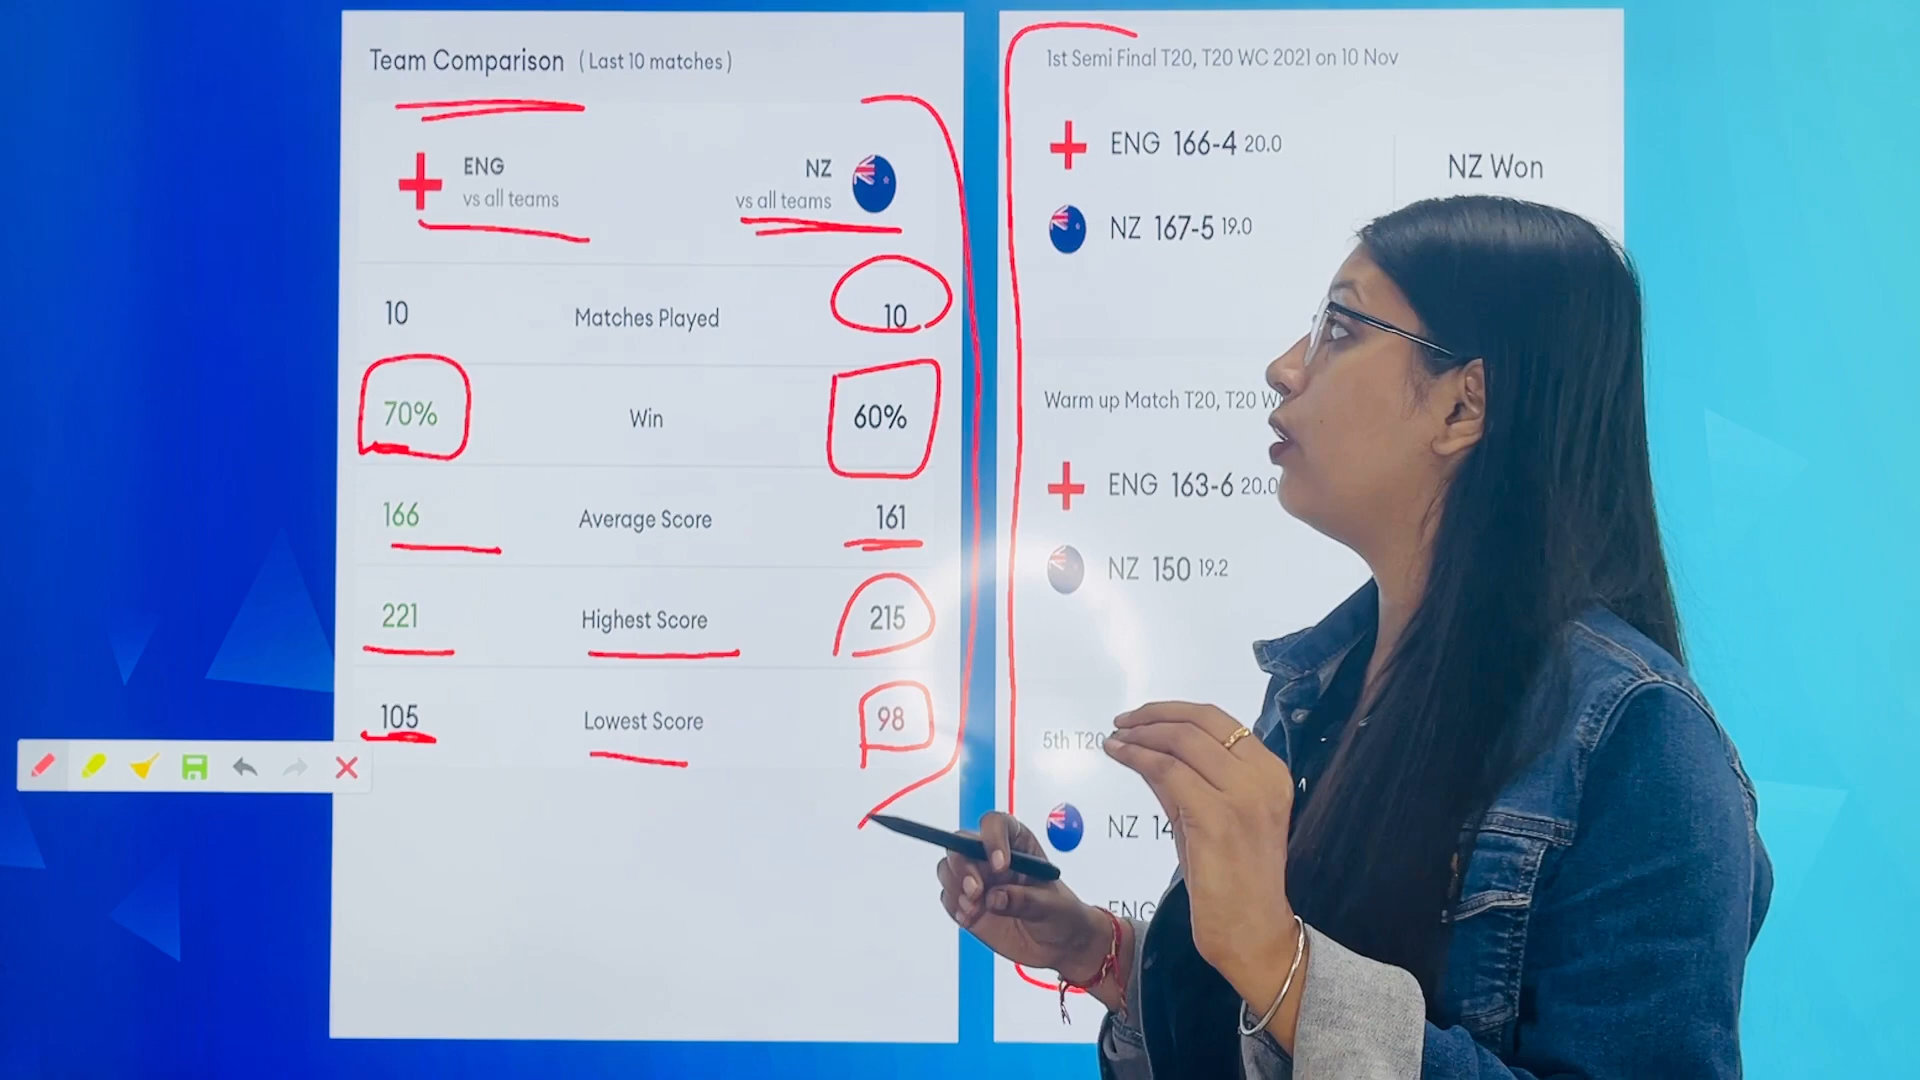 Team Comparison (Last 10 matches)
ENG
vs all teams
NZ
vs all teams
10 Matches Played 10
70% Win 60%
166 Average Score 161
221 Highest Score 215
105 Lowest Score 98
1st Semi Final T20, T20 WC 2021 on 10 Nov
ENG 166-4 20.0
NZ 167-5 19.0
NZ Won
Warm up Match T20, T20
ENG 163-6 20.0
NZ 150 19.2
5th T20
NZ
ENG